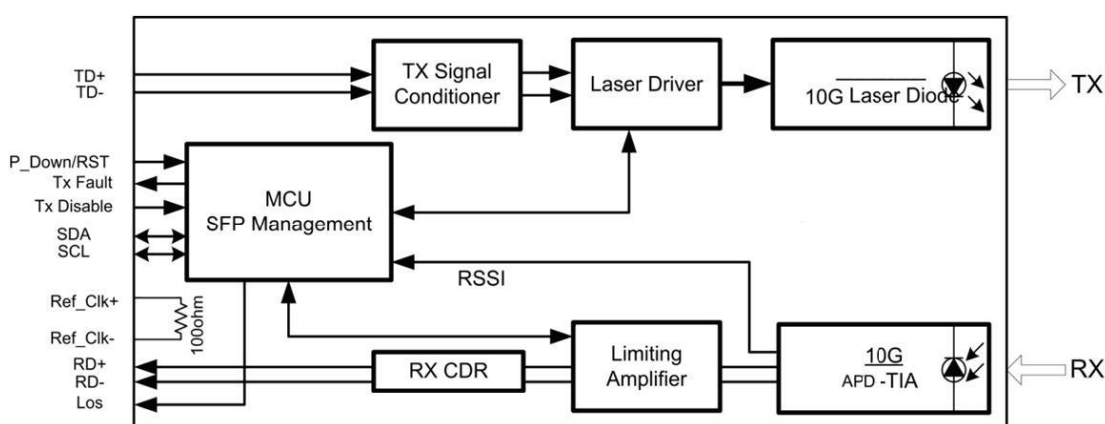 TD+
TD-
TX Signal
Conditioner
Laser Driver
10G Laser Diode
TX
P_Down/RST
Tx Fault
Tx Disable
SDA
SCL
MCU
SFP Management
RSSI
Ref_Clk+
Ref_Clk-
100ohm
RD+
RD-
Los
RX CDR
Limiting
Amplifier
10G
APD -TIA
RX